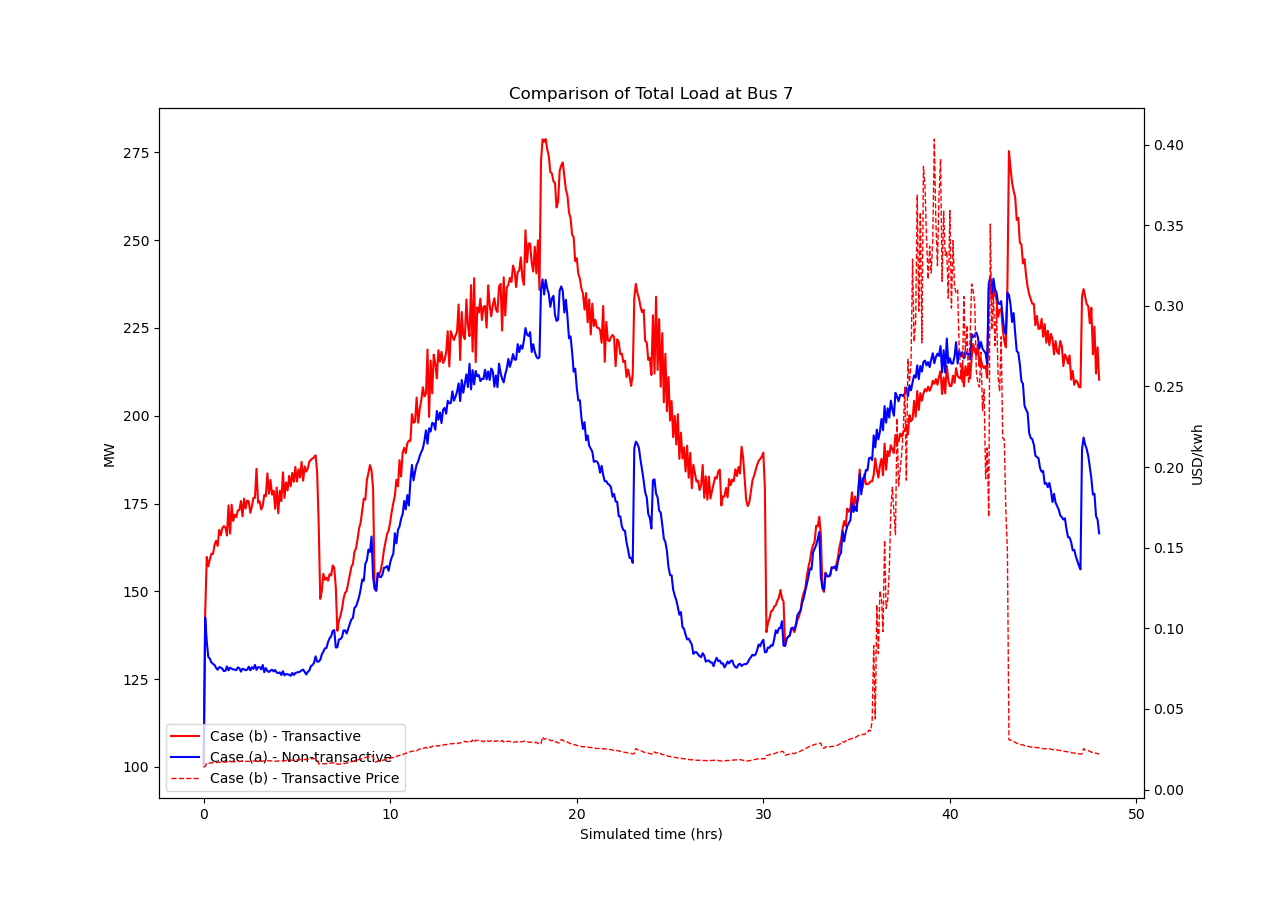 Comparison of Total Load at Bus 7
275
250
225
200
175
150
125
100
MW
0.40
0.35
0.30
0.25
0.20
0.15
0.10
0.05
0.00
USD/kwh
Case (b) - Transactive
Case (a) - Non-transactive
Case (b) - Transactive Price
0 10 20 30 40 50
Simulated time (hrs)